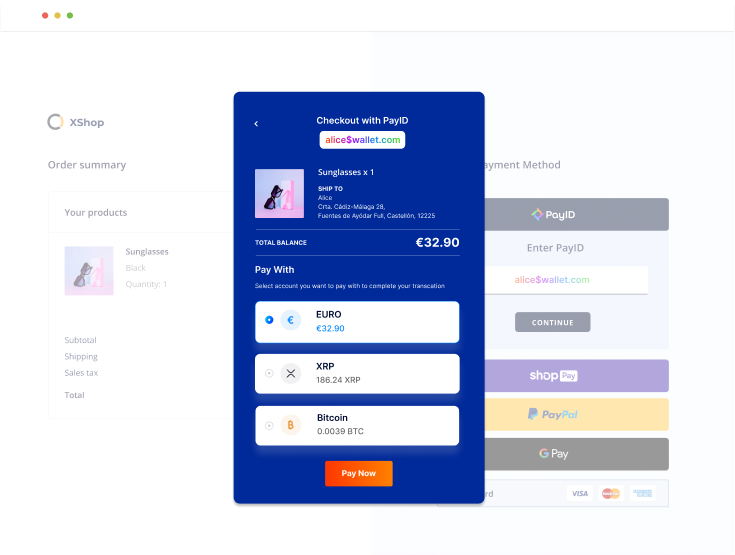 XShop
Order summary
Your products
Sunglasses
Black
Quantity: 1
Subtotal
Shipping
Sales tax
Total
Checkout with PayID
alice$wallet.com
Sunglasses x 1
SHIP TO
Alice
Crta. Cádiz-Málaga 28,
Fuentes de Ayódar Full, Castellón, 12225
TOTAL BALANCE €32.90
Pay With
Select account you want to pay with to complete your transcation
€ EURO
€32.90
XRP
186.24 XRP
Bitcoin
0.0039 BTC
Pay Now
ayment Method
PayID
Enter PayID
alice$wallet.com
CONTINUE
shop Pay
PayPal
G Pay
rd VISA